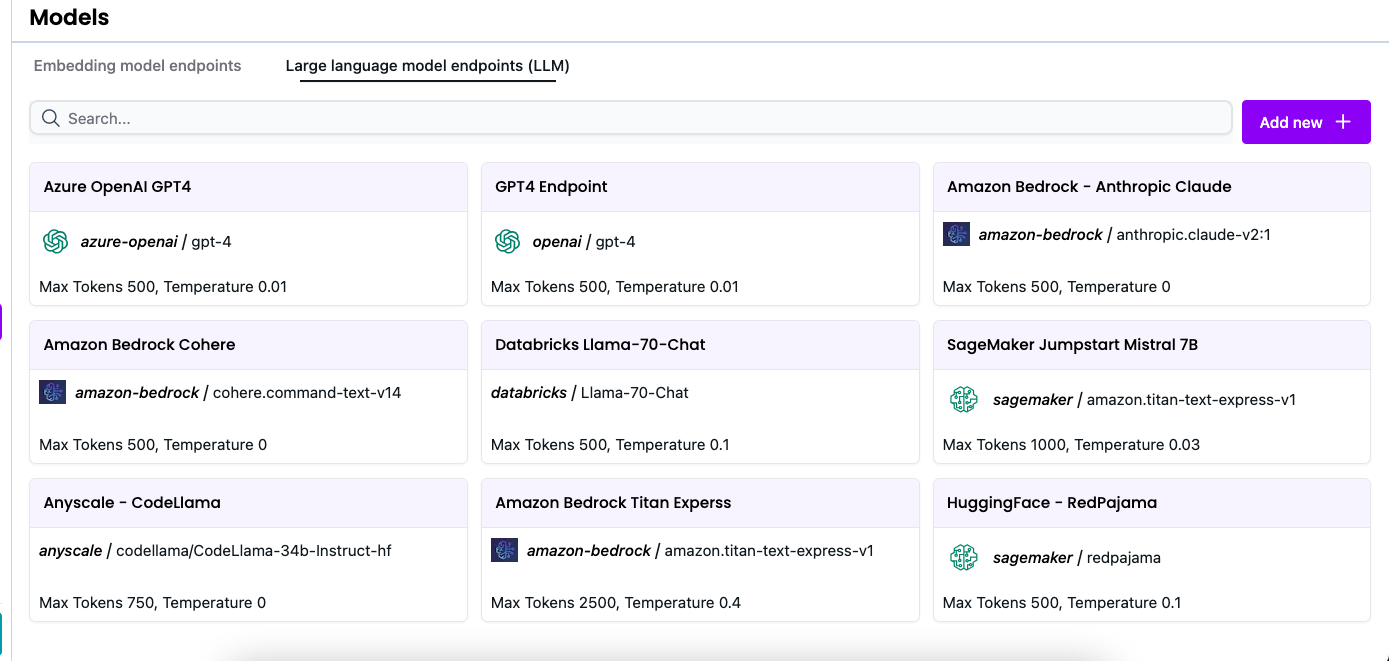 Models
Embedding model endpoints
Large language model endpoints (LLM)
Search...
Add new
Azure OpenAI GPT4
azure-openai / gpt-4
Max Tokens 500, Temperature 0.01
GPT4 Endpoint
openai / gpt-4
Max Tokens 500, Temperature 0.01
Amazon Bedrock - Anthropic Claude
amazon-bedrock / anthropic.claude-v2:1
Max Tokens 500, Temperature 0
Amazon Bedrock Cohere
amazon-bedrock / cohere.command-text-v14
Max Tokens 500, Temperature 0
Databricks Llama-70-Chat
databricks / Llama-70-Chat
Max Tokens 500, Temperature 0.1
SageMaker Jumpstart Mistral 7B
sagemaker / amazon.titan-text-express-v1
Max Tokens 1000, Temperature 0.03
Anyscale - CodeLlama
anyscale / codellama/CodeLlama-34b-Instruct-hf
Max Tokens 750, Temperature 0
Amazon Bedrock Titan Experss
amazon-bedrock / amazon.titan-text-express-v1
Max Tokens 2500, Temperature 0.4
HuggingFace - RedPajama
sagemaker / redpajama
Max Tokens 500, Temperature 0.1